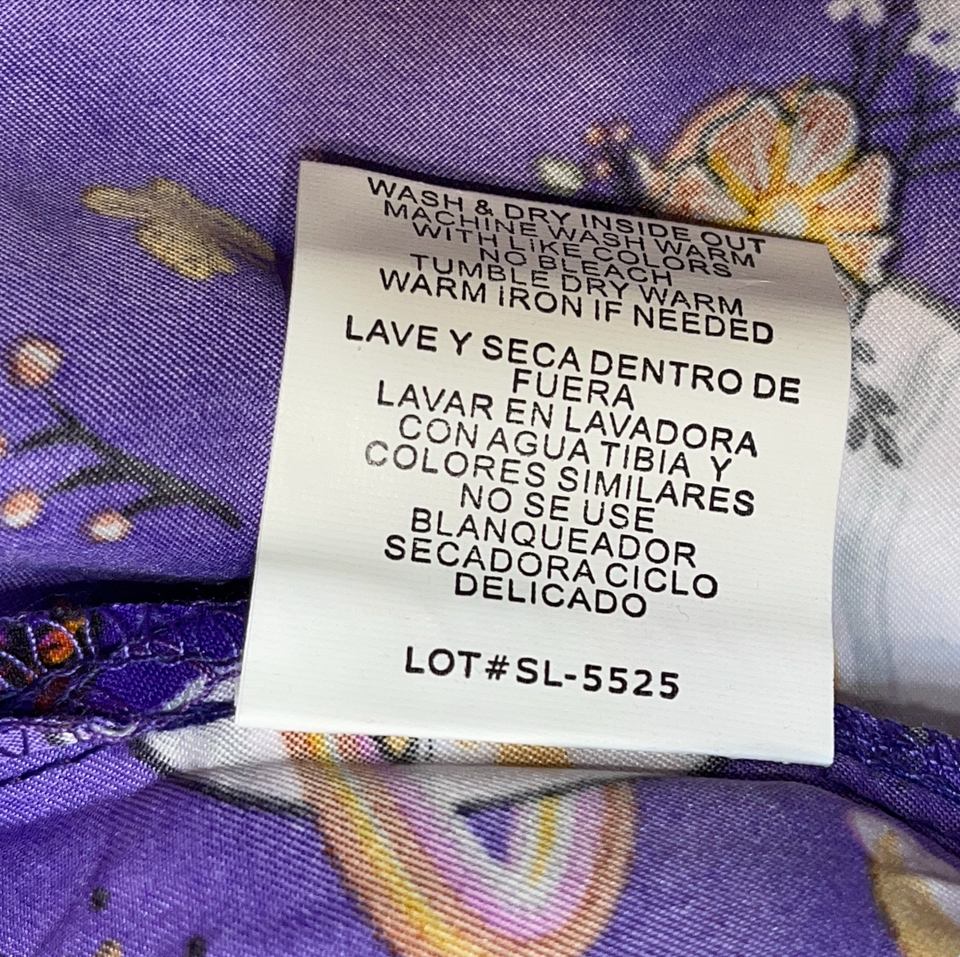 WASH & DRY INSIDE OUT
MACHINE WASH WARM
WITH LIKE COLORS
NO BLEACH
TUMBLE DRY WARM
WARM IRON IF NEEDED
LAVE Y SECA DENTRO DE
FUERA
LAVAR EN LAVADORA
CON AGUA TIBIA Y
COLORES SIMILARES
NO SE USE
BLANQUEADOR
SECADORA CICLO
DELICADO
LOT#SL-5525